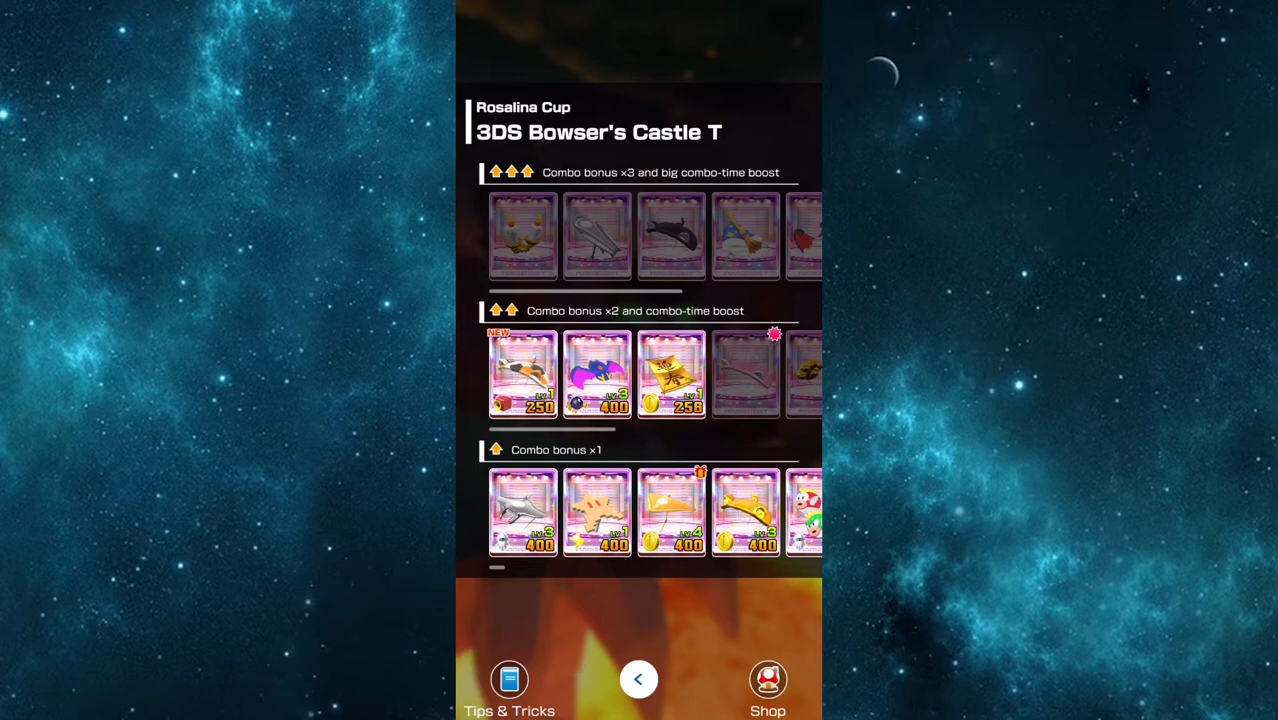 Rosalina Cup
3DS Bowser's Castle T
Combo bonus ×3 and big combo-time boost
Combo bonus ×2 and combo-time boost
NEW
LV.1 LV.3 LV.1
250 400 258
Combo bonus ×1
LV.3 LV.1 LV.4 LV.3
400 400 400 400
<
Tips & Tricks
Shop